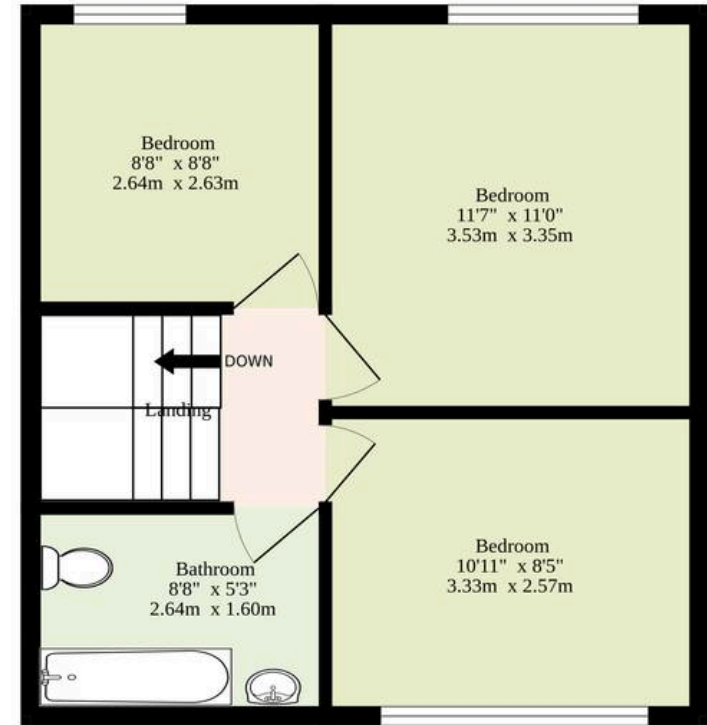 Bedroom
8'8" x 8'8"
2.64m x 2.63m
Bedroom
11'7" x 11'0"
3.53m x 3.35m
DOWN
Landing
Bathroom
8'8" x 5'3"
2.64m x 1.60m
Bedroom
10'11" x 8'5"
3.33m x 2.57m